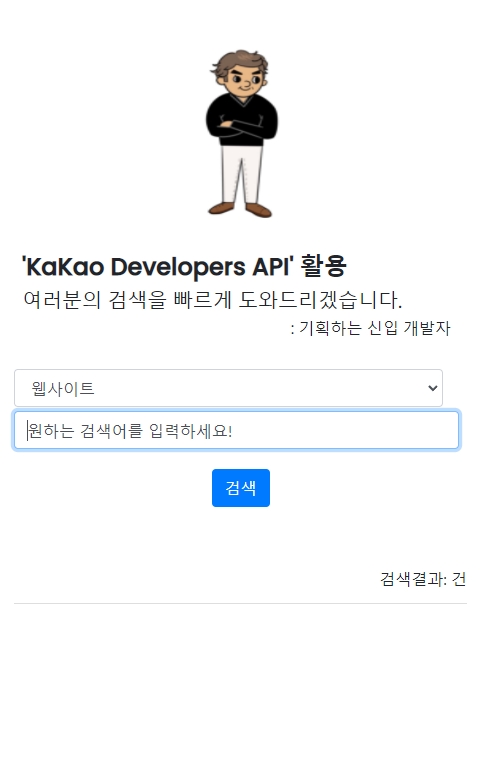 'KaKao Developers API' 활용
여러분의 검색을 빠르게 도와드리겠습니다.
: 기획하는 신입 개발자
웹사이트
원하는 검색어를 입력하세요!
검색
검색결과: 건